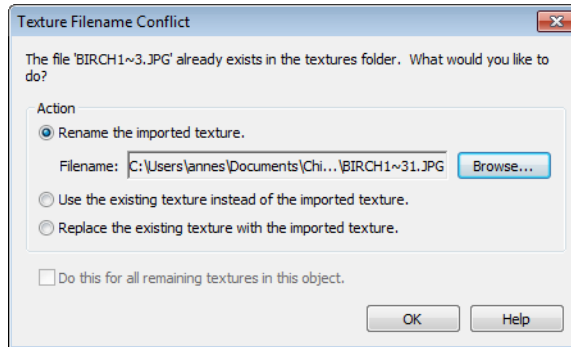 Texture Filename Conflict
The file 'BIRCH1~3.JPG' already exists in the textures folder.  What would you like to
do?
Action
Rename the imported texture.
Filename: C:\Users\annes\Documents\Chi...\BIRCH1~31.JPG Browse...
Use the existing texture instead of the imported texture.
Replace the existing texture with the imported texture.
Do this for all remaining textures in this object.
OK Help